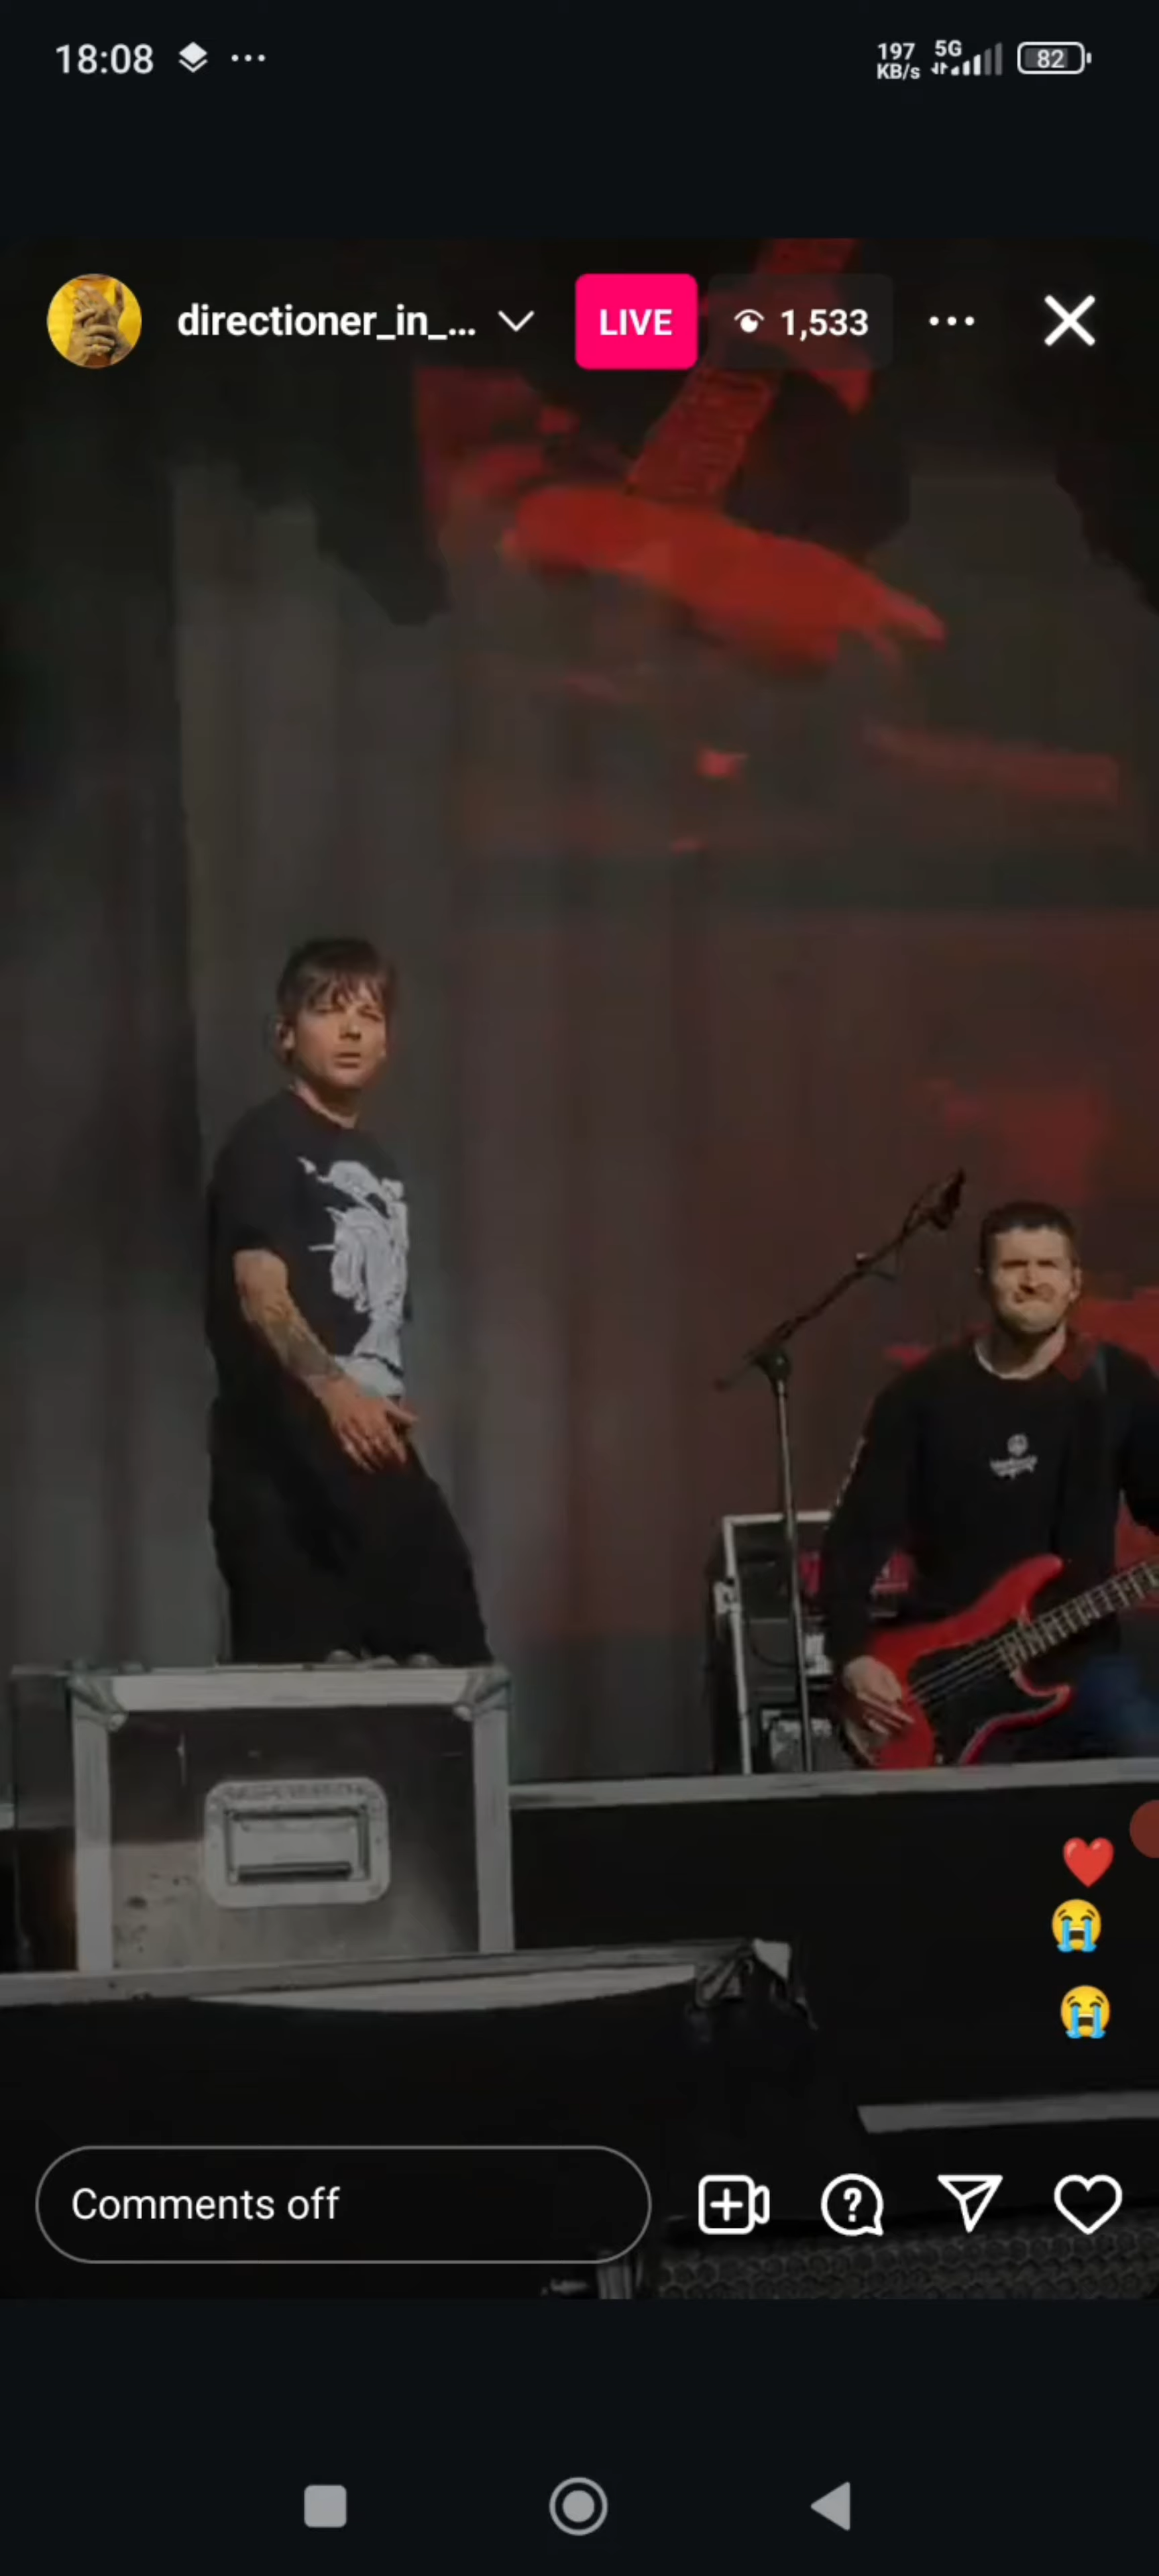 18:08 ... 197 KB/s 5G 82
directioner_in_... LIVE 1,533
Comments off